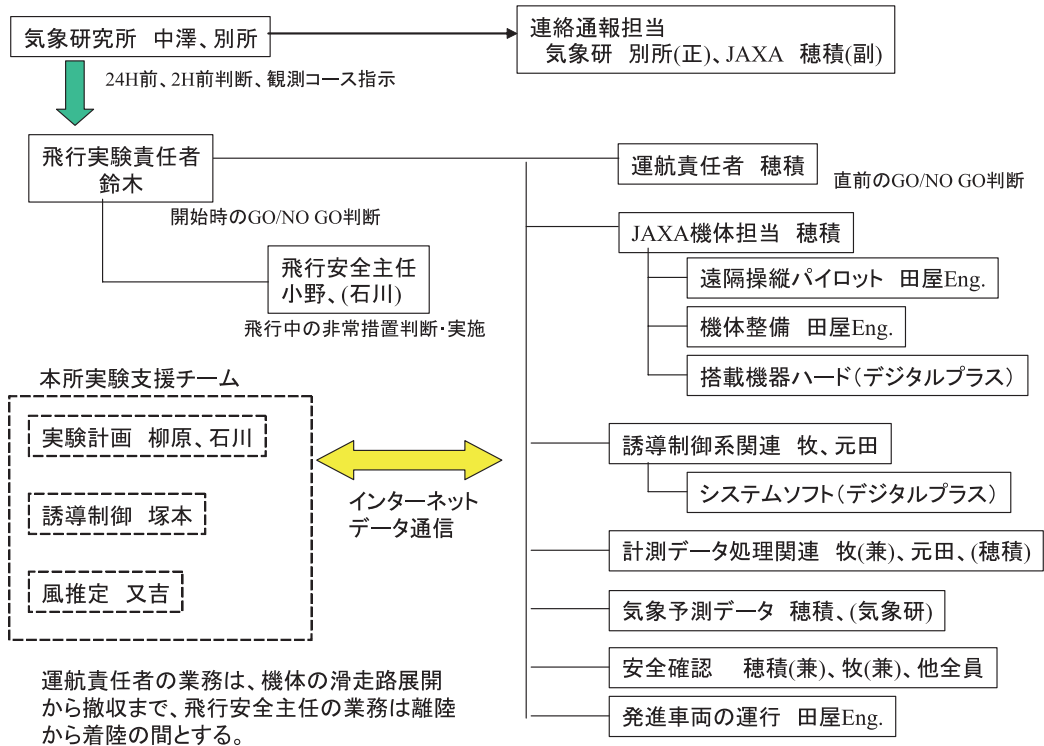 気象研究所 中澤、別所
連絡通報担当
気象研 別所(正)、JAXA 穂積(副)
24H前、2H前判断、観測コース指示
飛行実験責任者
鈴木
開始時のGO/NO GO判断
飛行安全主任
小野、(石川)
飛行中の非常措置判断・実施
運航責任者 穂積
直前のGO/NO GO判断
JAXA機体担当 穂積
遠隔操縦パイロット 田屋Eng.
機体整備 田屋Eng.
搭載機器ハード(デジタルプラス)
本所実験支援チーム
実験計画 柳原、石川
誘導制御 塚本
風推定 又吉
インターネット
データ通信
誘導制御系関連 牧、元田
システムソフト(デジタルプラス)
計測データ処理関連 牧(兼)、元田、(穂積)
気象予測データ 穂積、(気象研)
安全確認 穂積(兼)、牧(兼)、他全員
発進車両の運行 田屋Eng.
運航責任者の業務は、機体の滑走路展開
から撤収まで、飛行安全主任の業務は離陸
から着陸の間とする。